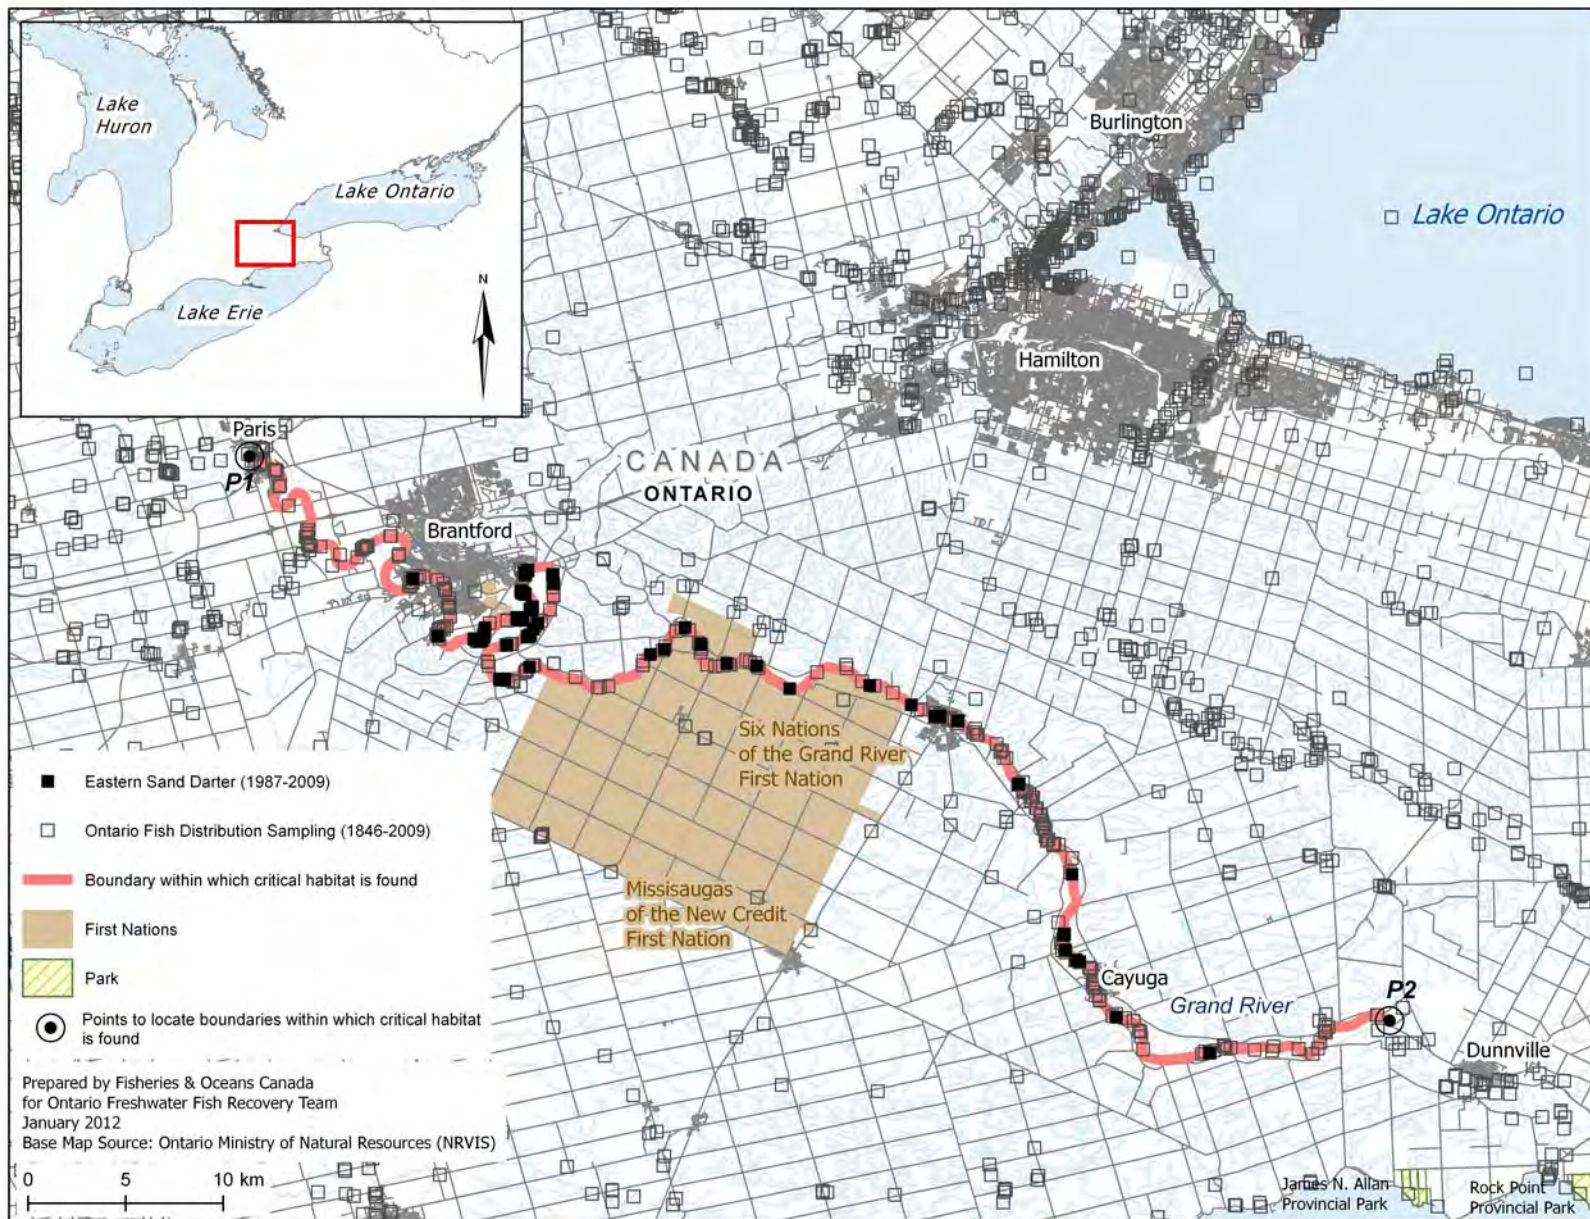 Lake
Huron
Lake Ontario
Lake Erie
N
Burlington
Lake Ontario
Hamilton
Paris
P1
CANADA
ONTARIO
Brantford
Six Nations
of the Grand River
First Nation
Missisaugas
of the New Credit
First Nation
Cayuga
Grand River
P2
Dunnville
James N. Allan
Provincial Park
Rock Point
Provincial Park
Eastern Sand Darter (1987-2009)
Ontario Fish Distribution Sampling (1846-2009)
Boundary within which critical habitat is found
First Nations
Park
Points to locate boundaries within which critical habitat
is found
Prepared by Fisheries & Oceans Canada
for Ontario Freshwater Fish Recovery Team
January 2012
Base Map Source: Ontario Ministry of Natural Resources (NRVIS)
0 5 10 km